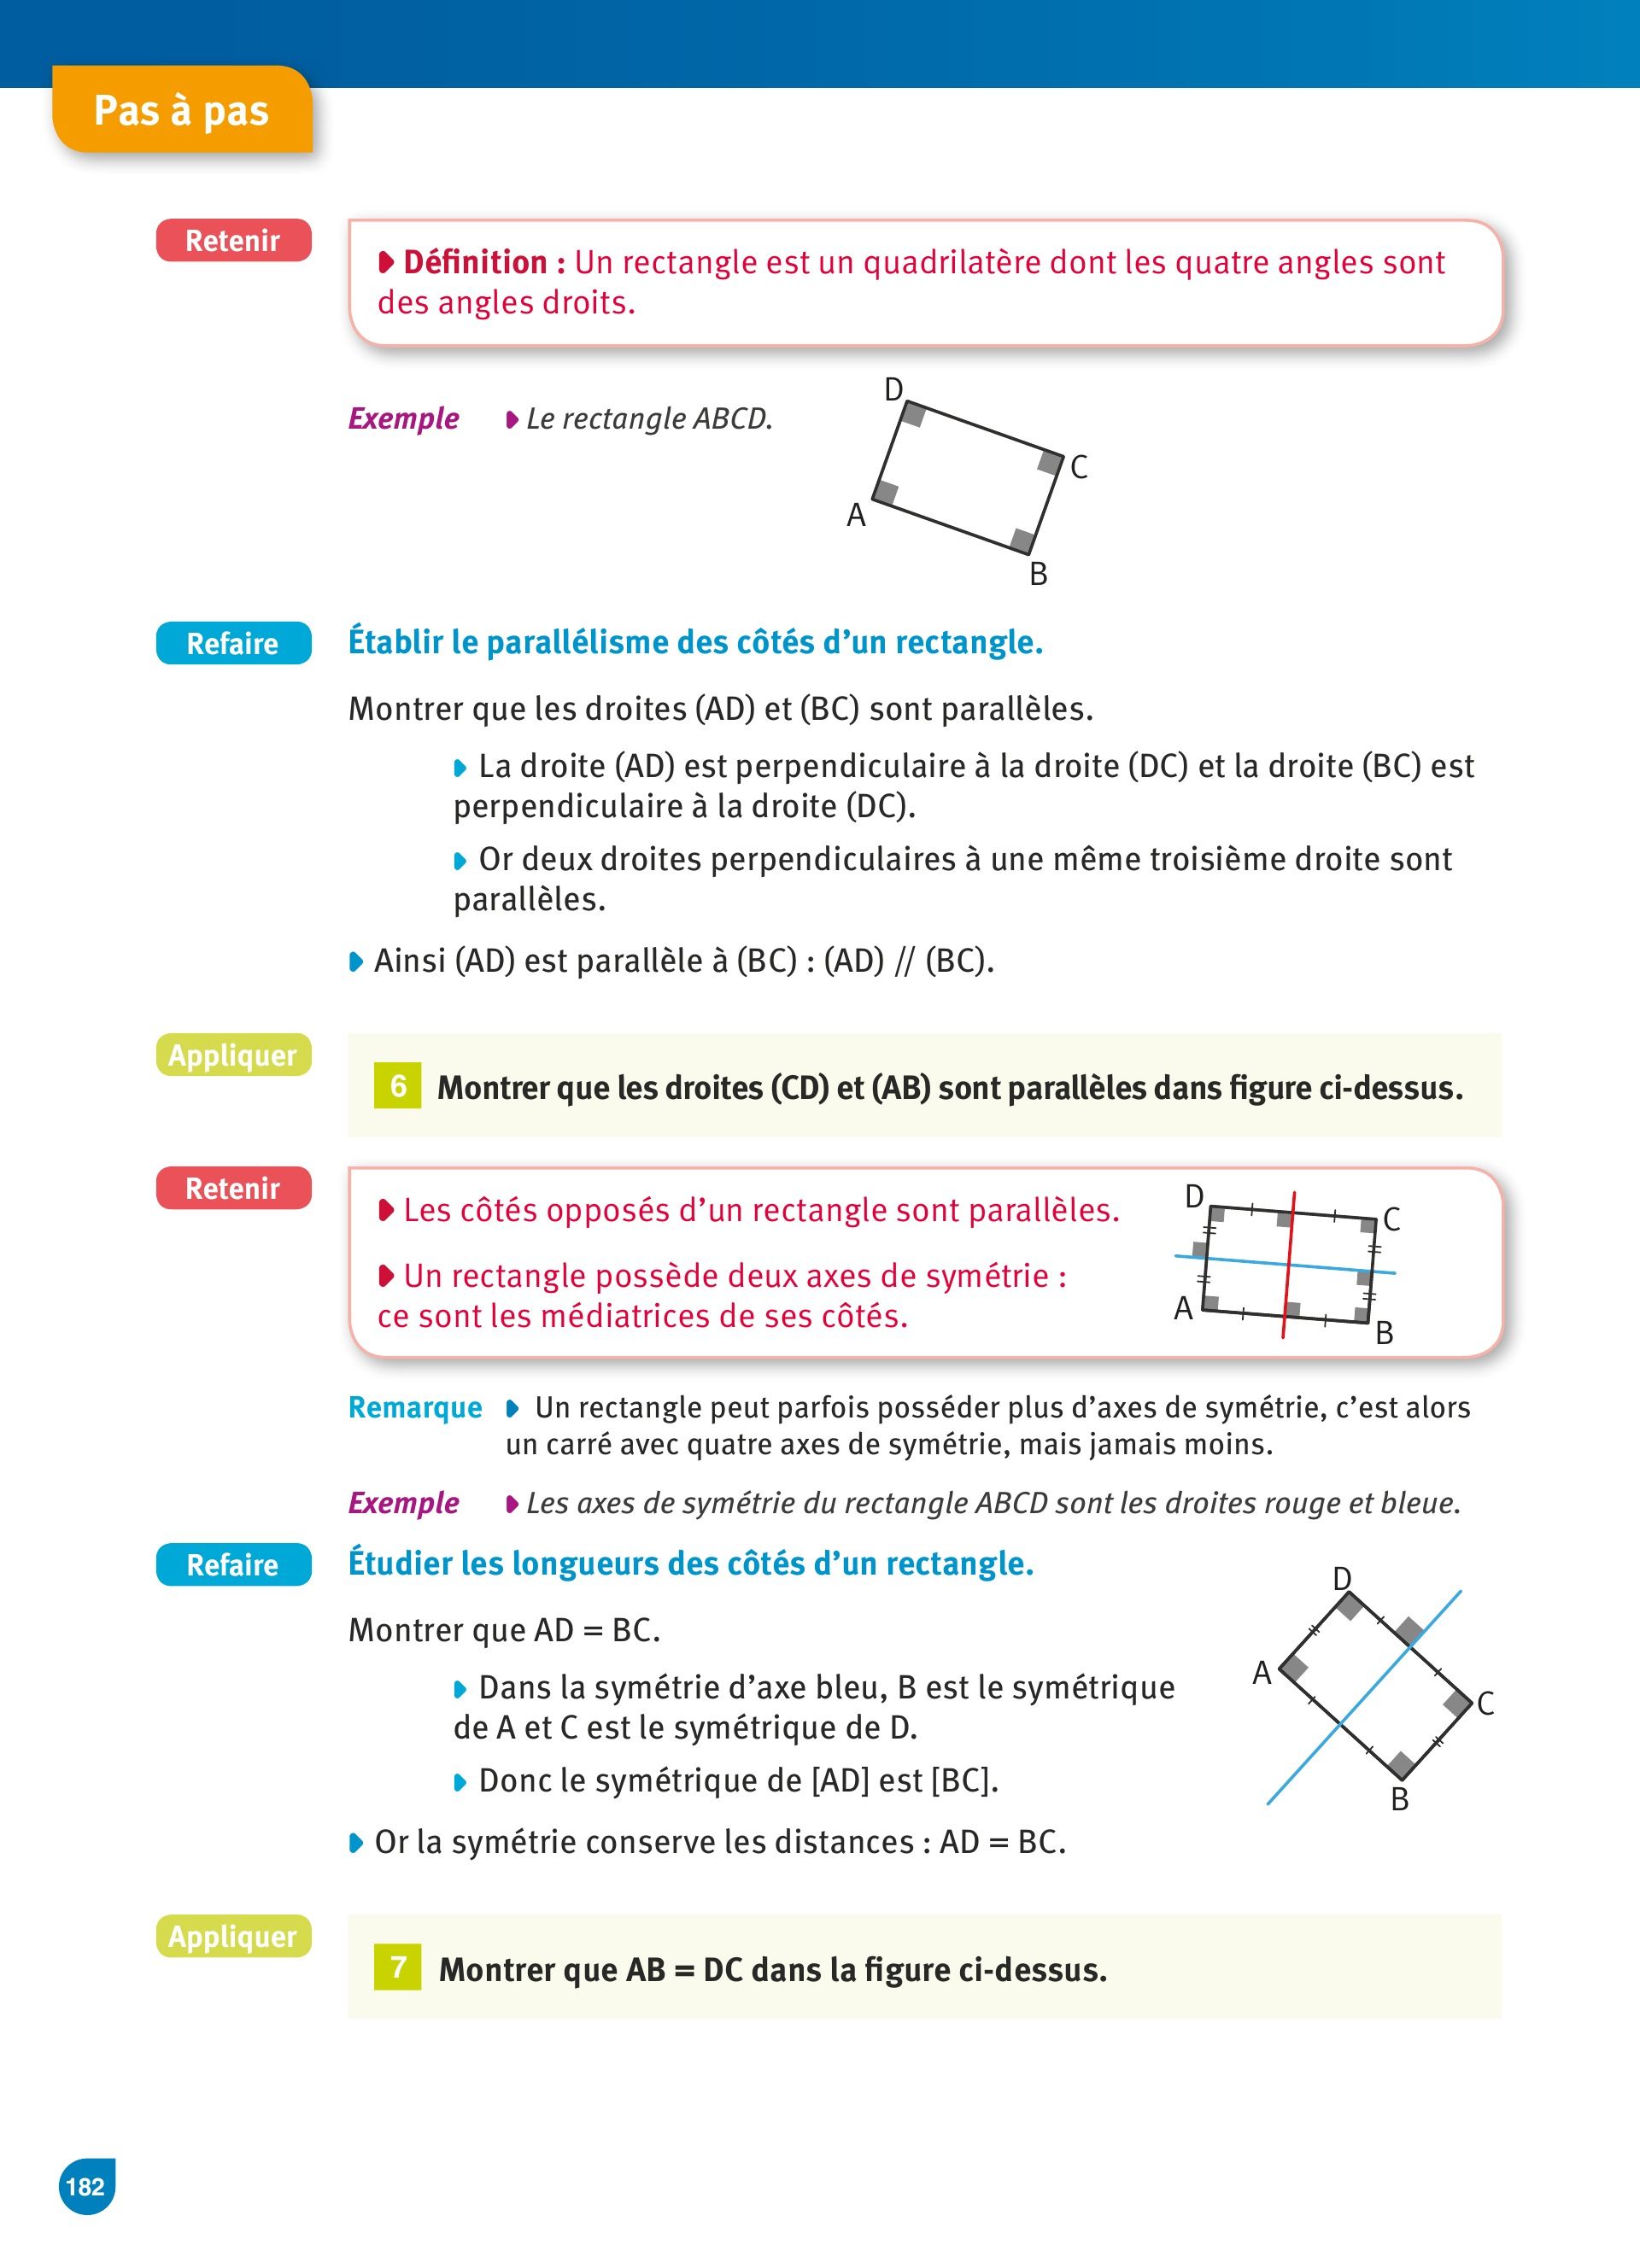 Pas à pas
Retenir
Définition : Un rectangle est un quadrilatère dont les quatre angles sont
des angles droits.
Exemple Le rectangle ABCD.
D
C
A
B
Refaire
Établir le parallélisme des côtés d’un rectangle.
Montrer que les droites (AD) et (BC) sont parallèles.
La droite (AD) est perpendiculaire à la droite (DC) et la droite (BC) est
perpendiculaire à la droite (DC).
Or deux droites perpendiculaires à une même troisième droite sont
parallèles.
Ainsi (AD) est parallèle à (BC) : (AD) // (BC).
Appliquer
6 Montrer que les droites (CD) et (AB) sont parallèles dans figure ci-dessus.
Retenir
Les côtés opposés d’un rectangle sont parallèles.
Un rectangle possède deux axes de symétrie :
ce sont les médiatrices de ses côtés.
D
C
A
B
Remarque Un rectangle peut parfois posséder plus d’axes de symétrie, c’est alors
un carré avec quatre axes de symétrie, mais jamais moins.
Exemple Les axes de symétrie du rectangle ABCD sont les droites rouge et bleue.
Refaire
Étudier les longueurs des côtés d’un rectangle.
Montrer que AD = BC.
Dans la symétrie d’axe bleu, B est le symétrique
de A et C est le symétrique de D.
Donc le symétrique de [AD] est [BC].
Or la symétrie conserve les distances : AD = BC.
D
A
C
B
Appliquer
7 Montrer que AB = DC dans la figure ci-dessus.
182